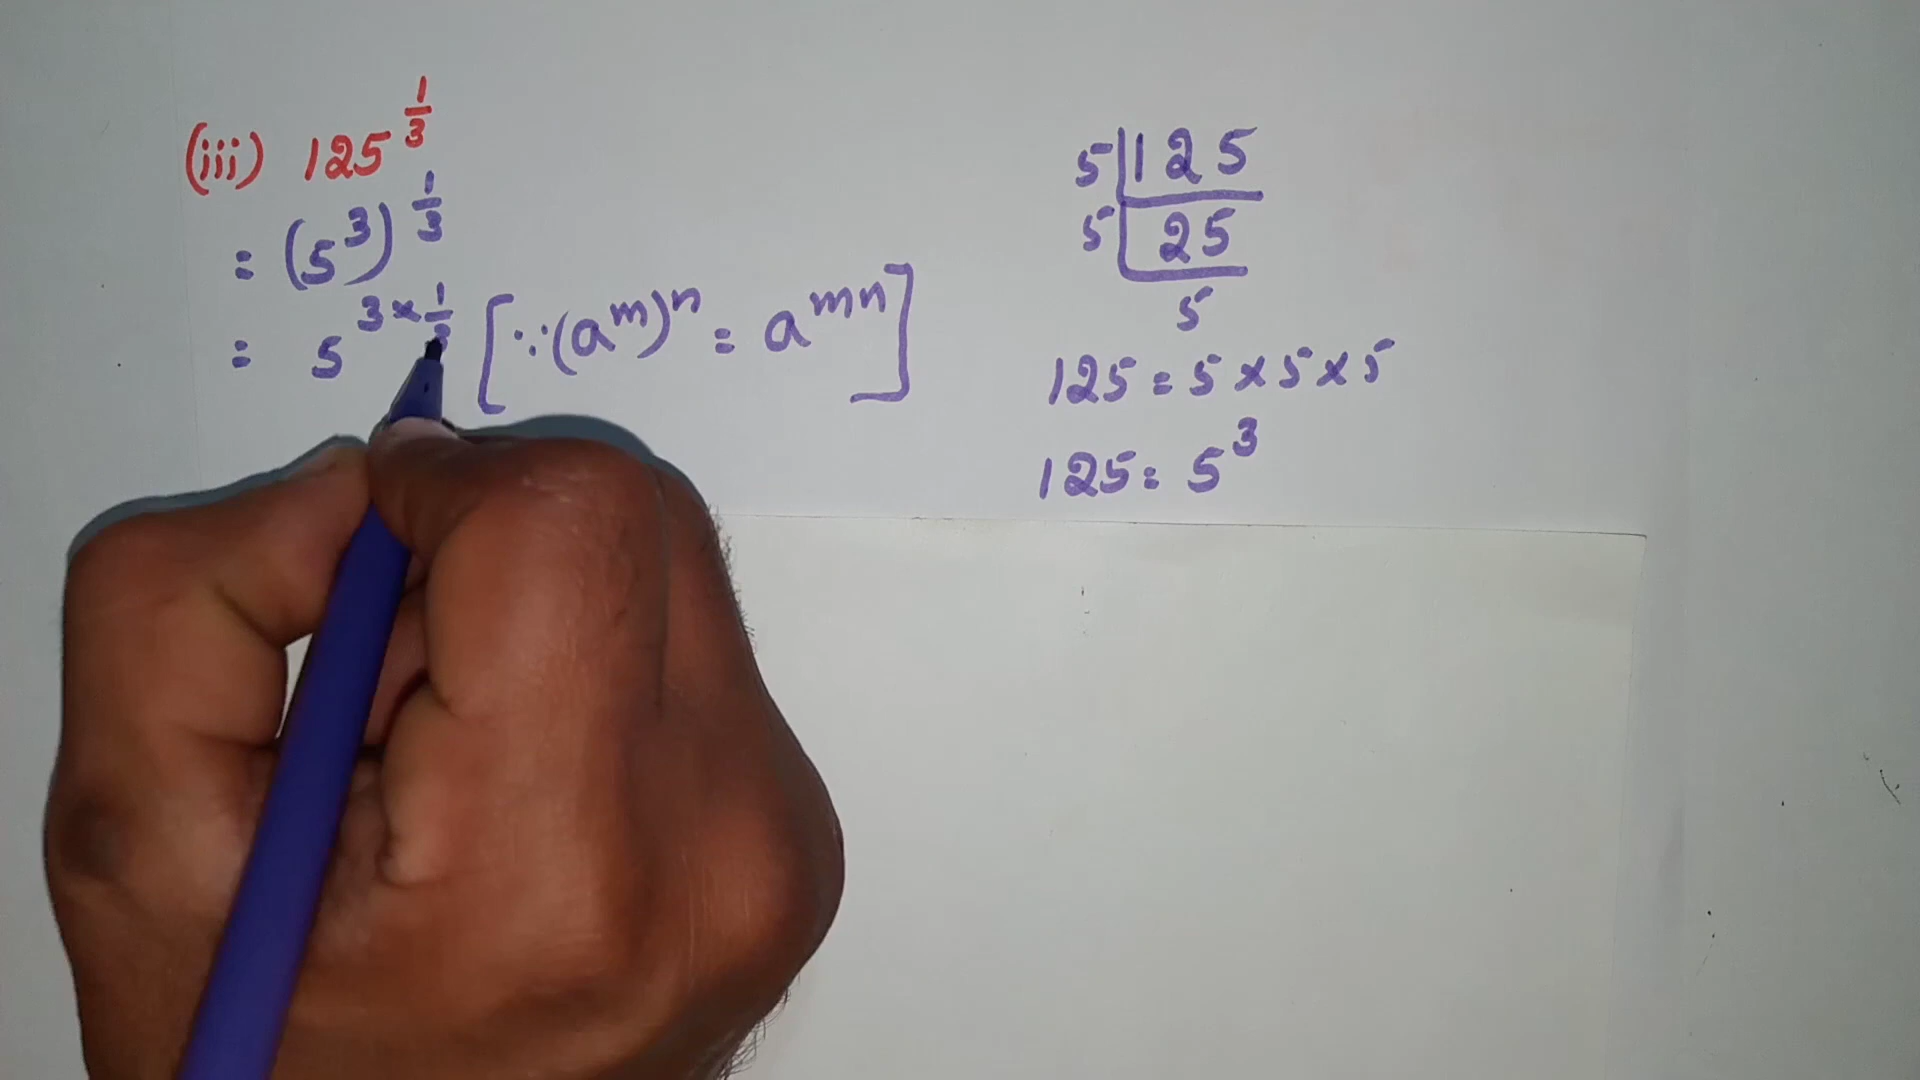 (iii) 125^(1/3)
= (5^3)^(1/3)
= 5^(3×1/3) [∵(a^m)^n = a^(mn)]
5|125
5|25
5
125 = 5×5×5
125 = 5^3